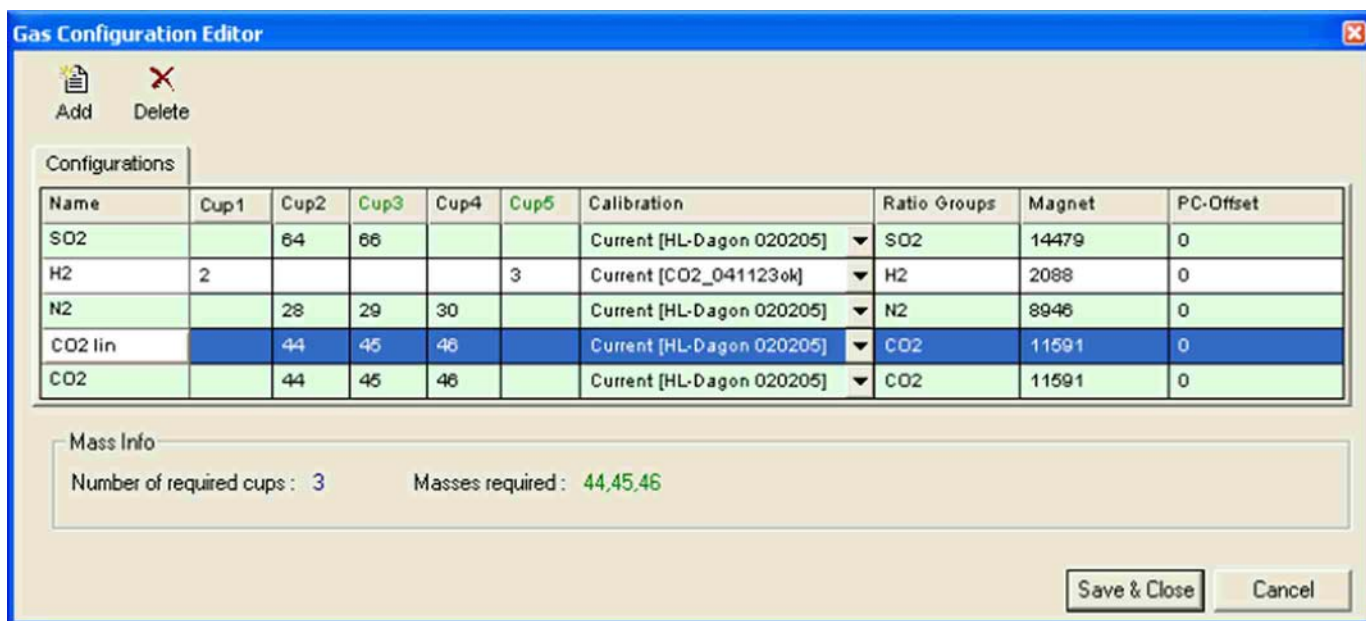 Gas Configuration Editor
Add Delete
Configurations
Name Cup1 Cup2 Cup3 Cup4 Cup5 Calibration Ratio Groups Magnet PC-Offset
SO2 64 66 Current [HL-Dagon 020205] SO2 14479 0
H2 2 3 Current [CO2_041123ok] H2 2088 0
N2 28 29 30 Current [HL-Dagon 020205] N2 8946 0
CO2 lin 44 45 46 Current [HL-Dagon 020205] CO2 11591 0
CO2 44 45 46 Current [HL-Dagon 020205] CO2 11591 0
Mass Info
Number of required cups : 3 Masses required : 44,45,46
Save & Close Cancel